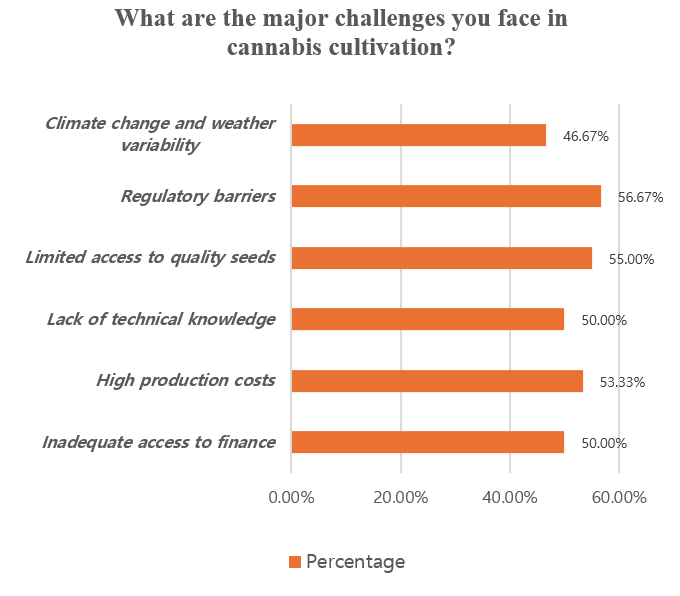 What are the major challenges you face in
cannabis cultivation?
Climate change and weather
variability
46.67%
Regulatory barriers
56.67%
Limited access to quality seeds
55.00%
Lack of technical knowledge
50.00%
High production costs
53.33%
Inadequate access to finance
50.00%
0.00% 20.00% 40.00% 60.00%
Percentage